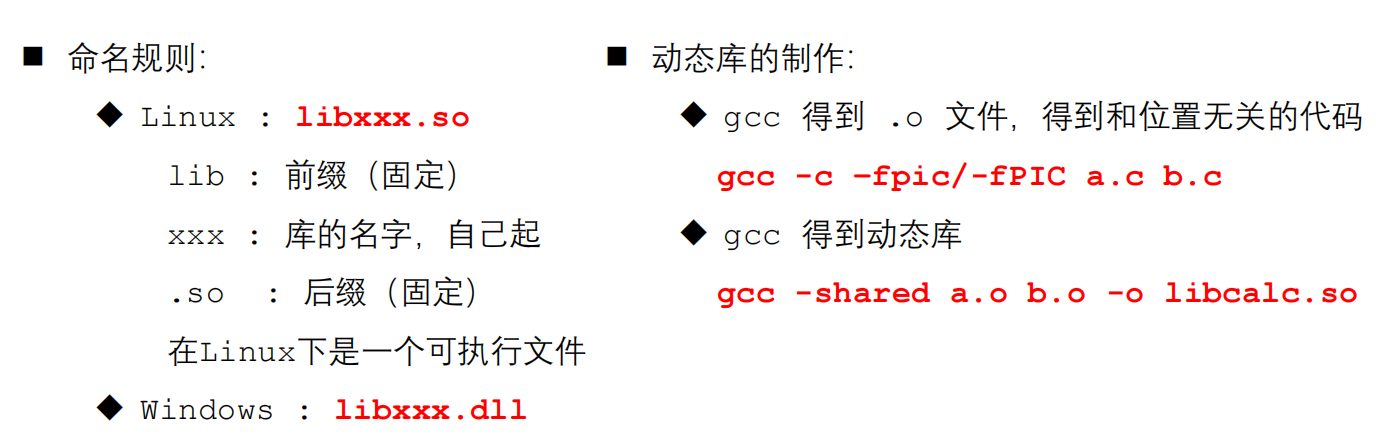 ■ 命名规则:
◆ Linux : libxxx.so
lib : 前缀（固定）
xxx : 库的名字，自己起
.so : 后缀（固定）
在Linux下是一个可执行文件
◆ Windows : libxxx.dll
■ 动态库的制作:
◆ gcc 得到 .o 文件，得到和位置无关的代码
gcc -c –fpic/-fPIC a.c b.c
◆ gcc 得到动态库
gcc -shared a.o b.o –o libcalc.so